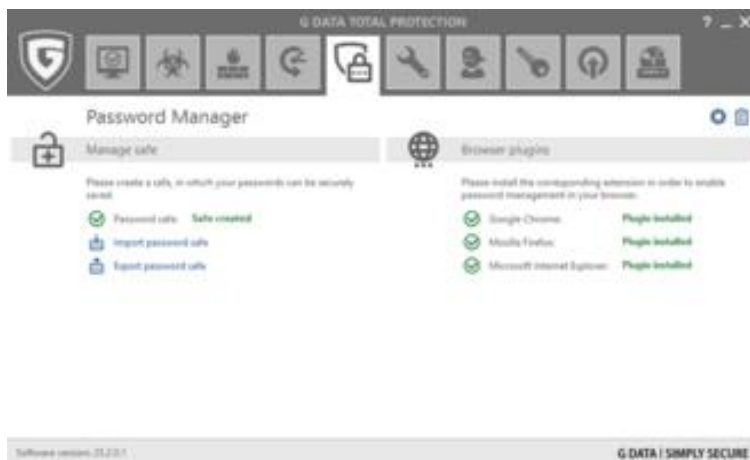 G DATA TOTAL PROTECTION
Password Manager
Manage safe
Please create a safe, in which your passwords can be securely
saved.
Password safe: Safe created
Import password safe
Export password safe
Browser plugins
Please install the corresponding extension in order to enable
password management in your browser.
Google Chrome: Plugin installed
Mozilla Firefox: Plugin installed
Microsoft Internet Explorer: Plugin installed
Software version:
G DATA | SIMPLY SECURE